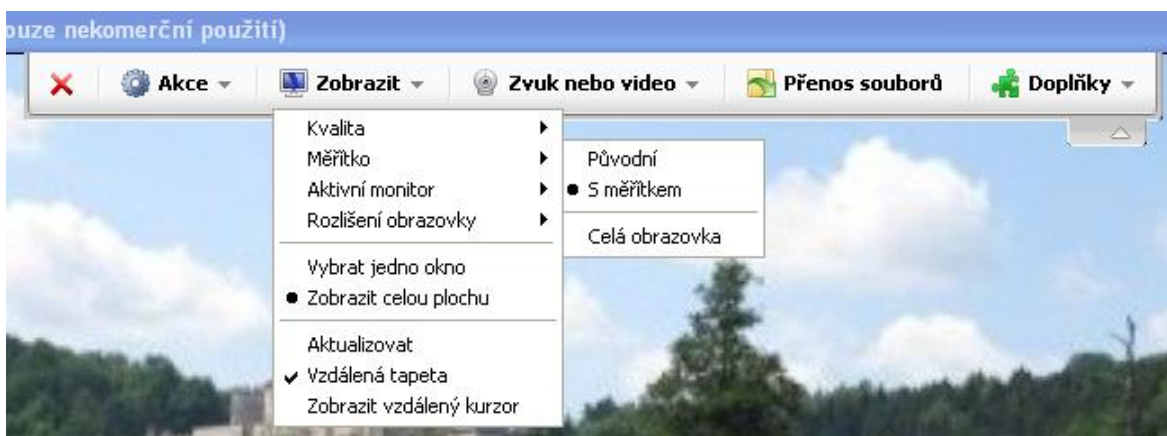 ouze nekomerční použití)
Akce Zobrazit Zvuk nebo video Přenos souborů Doplňky
Kvalita
Měřítko
Aktivní monitor
Rozlišení obrazovky
Vybrat jedno okno
Zobrazit celou plochu
Aktualizovat
Vzdálená tapeta
Zobrazit vzdálený kurzor
Původní
S měřítkem
Celá obrazovka